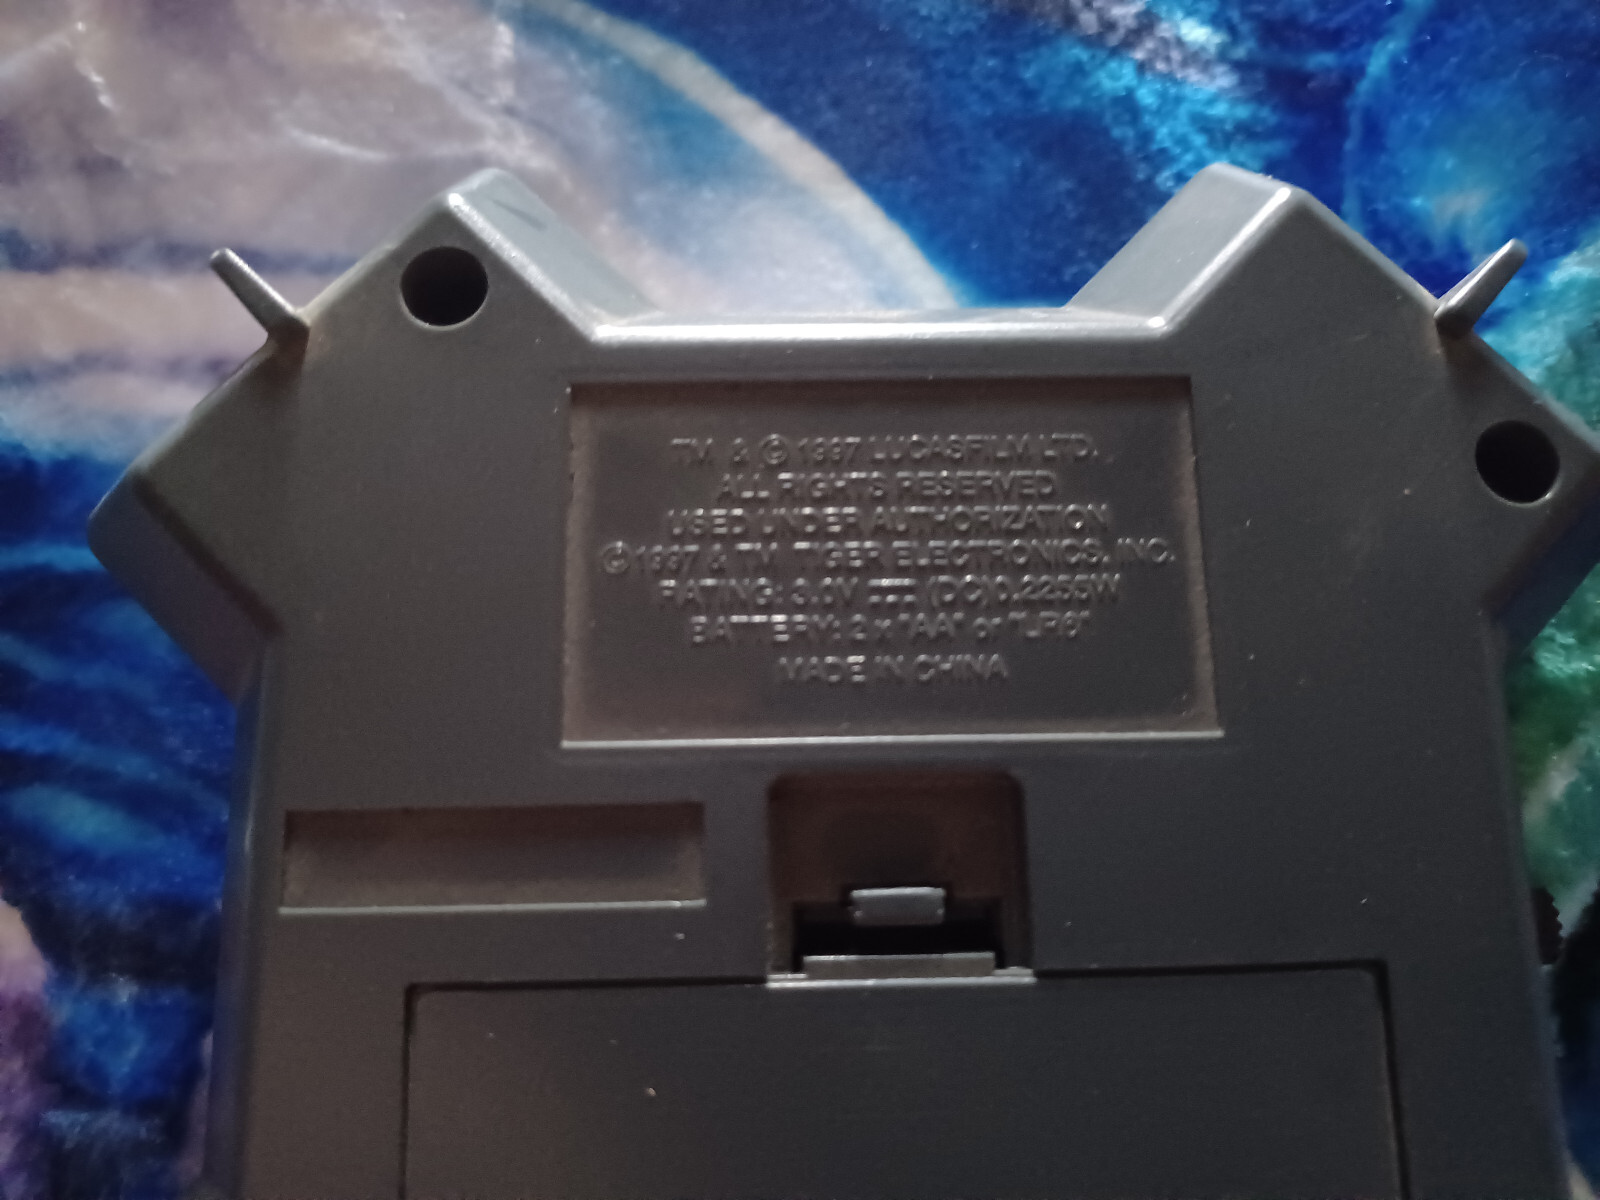 TM & © 1997 LUCASFILM LTD.
ALL RIGHTS RESERVED
USED UNDER AUTHORIZATION
© 1997 & TM TIGER ELECTRONICS, INC.
RATING: 3.0V ⎓ (DC) 0.2255W
BATTERY: 2 x "AA" or "LR6"
MADE IN CHINA